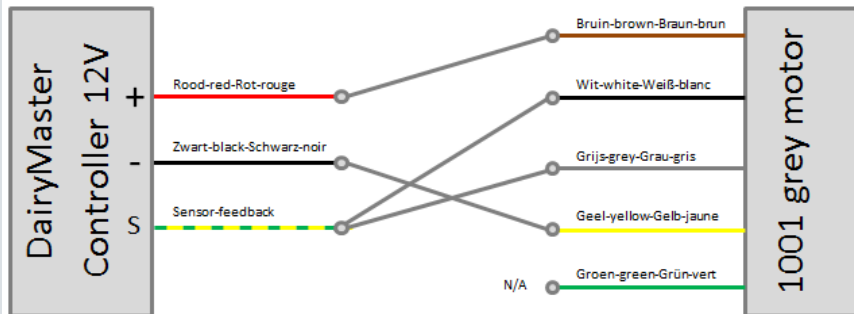 DairyMaster
Controller 12V
+
-
S
Rood-red-Rot-rouge
Zwart-black-Schwarz-noir
Sensor-feedback
Bruin-brown-Braun-brun
Wit-white-Weiß-blanc
Grijs-grey-Grau-gris
Geel-yellow-Gelb-jaune
N/A
Groen-green-Grün-vert
1001 grey motor